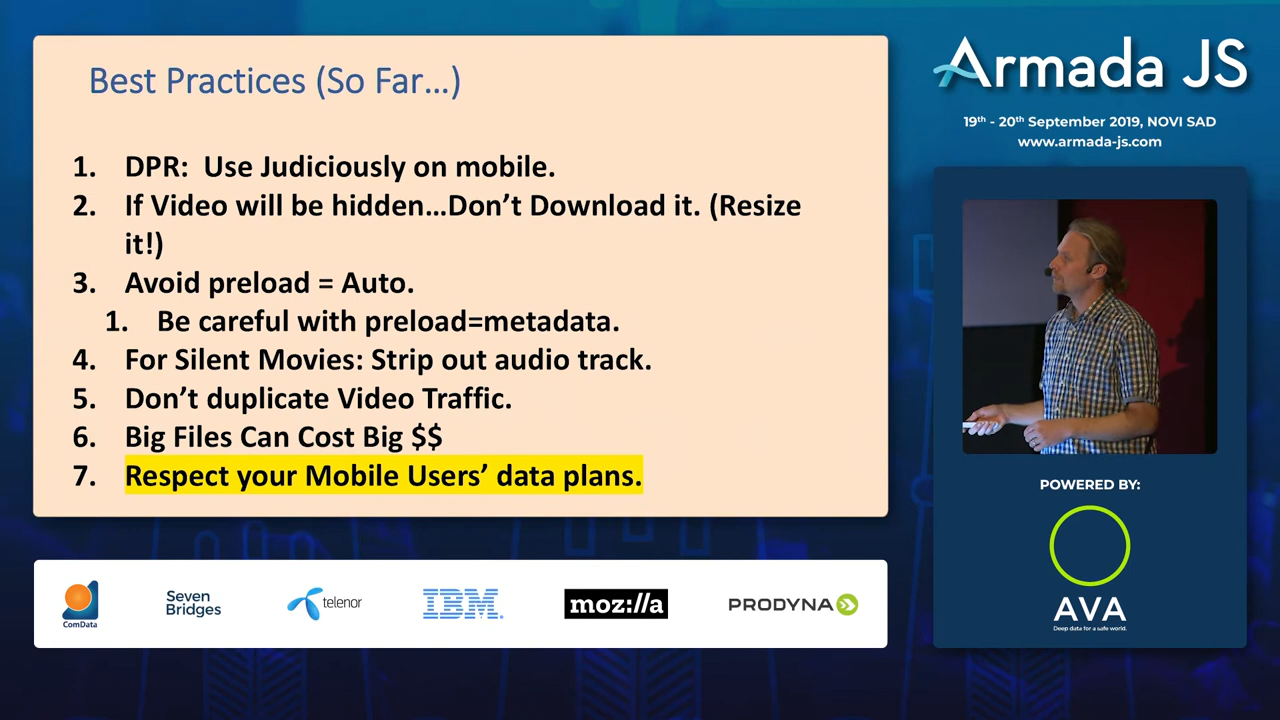 Best Practices (So Far...)
1. DPR:  Use Judiciously on mobile.
2. If Video will be hidden...Don’t Download it. (Resize
it!)
3. Avoid preload = Auto.
1. Be careful with preload=metadata.
4. For Silent Movies: Strip out audio track.
5. Don’t duplicate Video Traffic.
6. Big Files Can Cost Big $$
7. Respect your Mobile Users’ data plans.
Armada JS
19th - 20th September 2019, NOVI SAD
www.armada-js.com
POWERED BY:
AVA
Deep data for a safe world.
ComData
Seven
Bridges
telenor
IBM
moz://a
PRODYNA